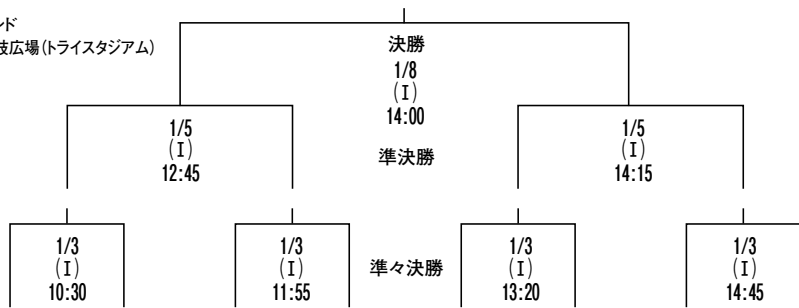 ンド
技広場(トライスタジアム)
決勝
1/8
(I)
14:00
1/5
(I)
12:45
準決勝
1/5
(I)
14:15
1/3
(I)
10:30
1/3
(I)
11:55
準々決勝
1/3
(I)
13:20
1/3
(I)
14:45